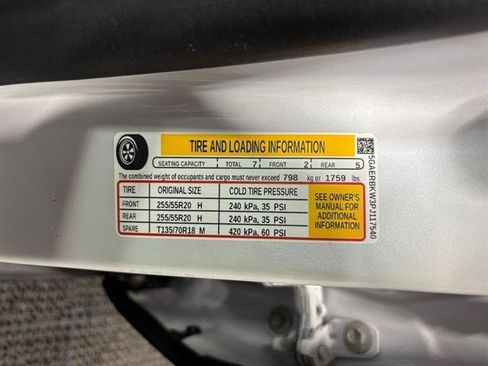 TIRE AND LOADING INFORMATION
SEATING CAPACITY TOTAL 7 FRONT 2 REAR 5
The combined weight of occupants and cargo must never exceed 798 kg or 1759 lbs.
TIRE ORIGINAL SIZE COLD TIRE PRESSURE
FRONT 255/55R20 H 240 kPa, 35 PSI
REAR 255/55R20 H 240 kPa, 35 PSI
SPARE T135/70R18 M 420 kPa, 60 PSI
SEE OWNER'S
MANUAL FOR
ADDITIONAL
INFORMATION
5GAERBKW3PJ117540